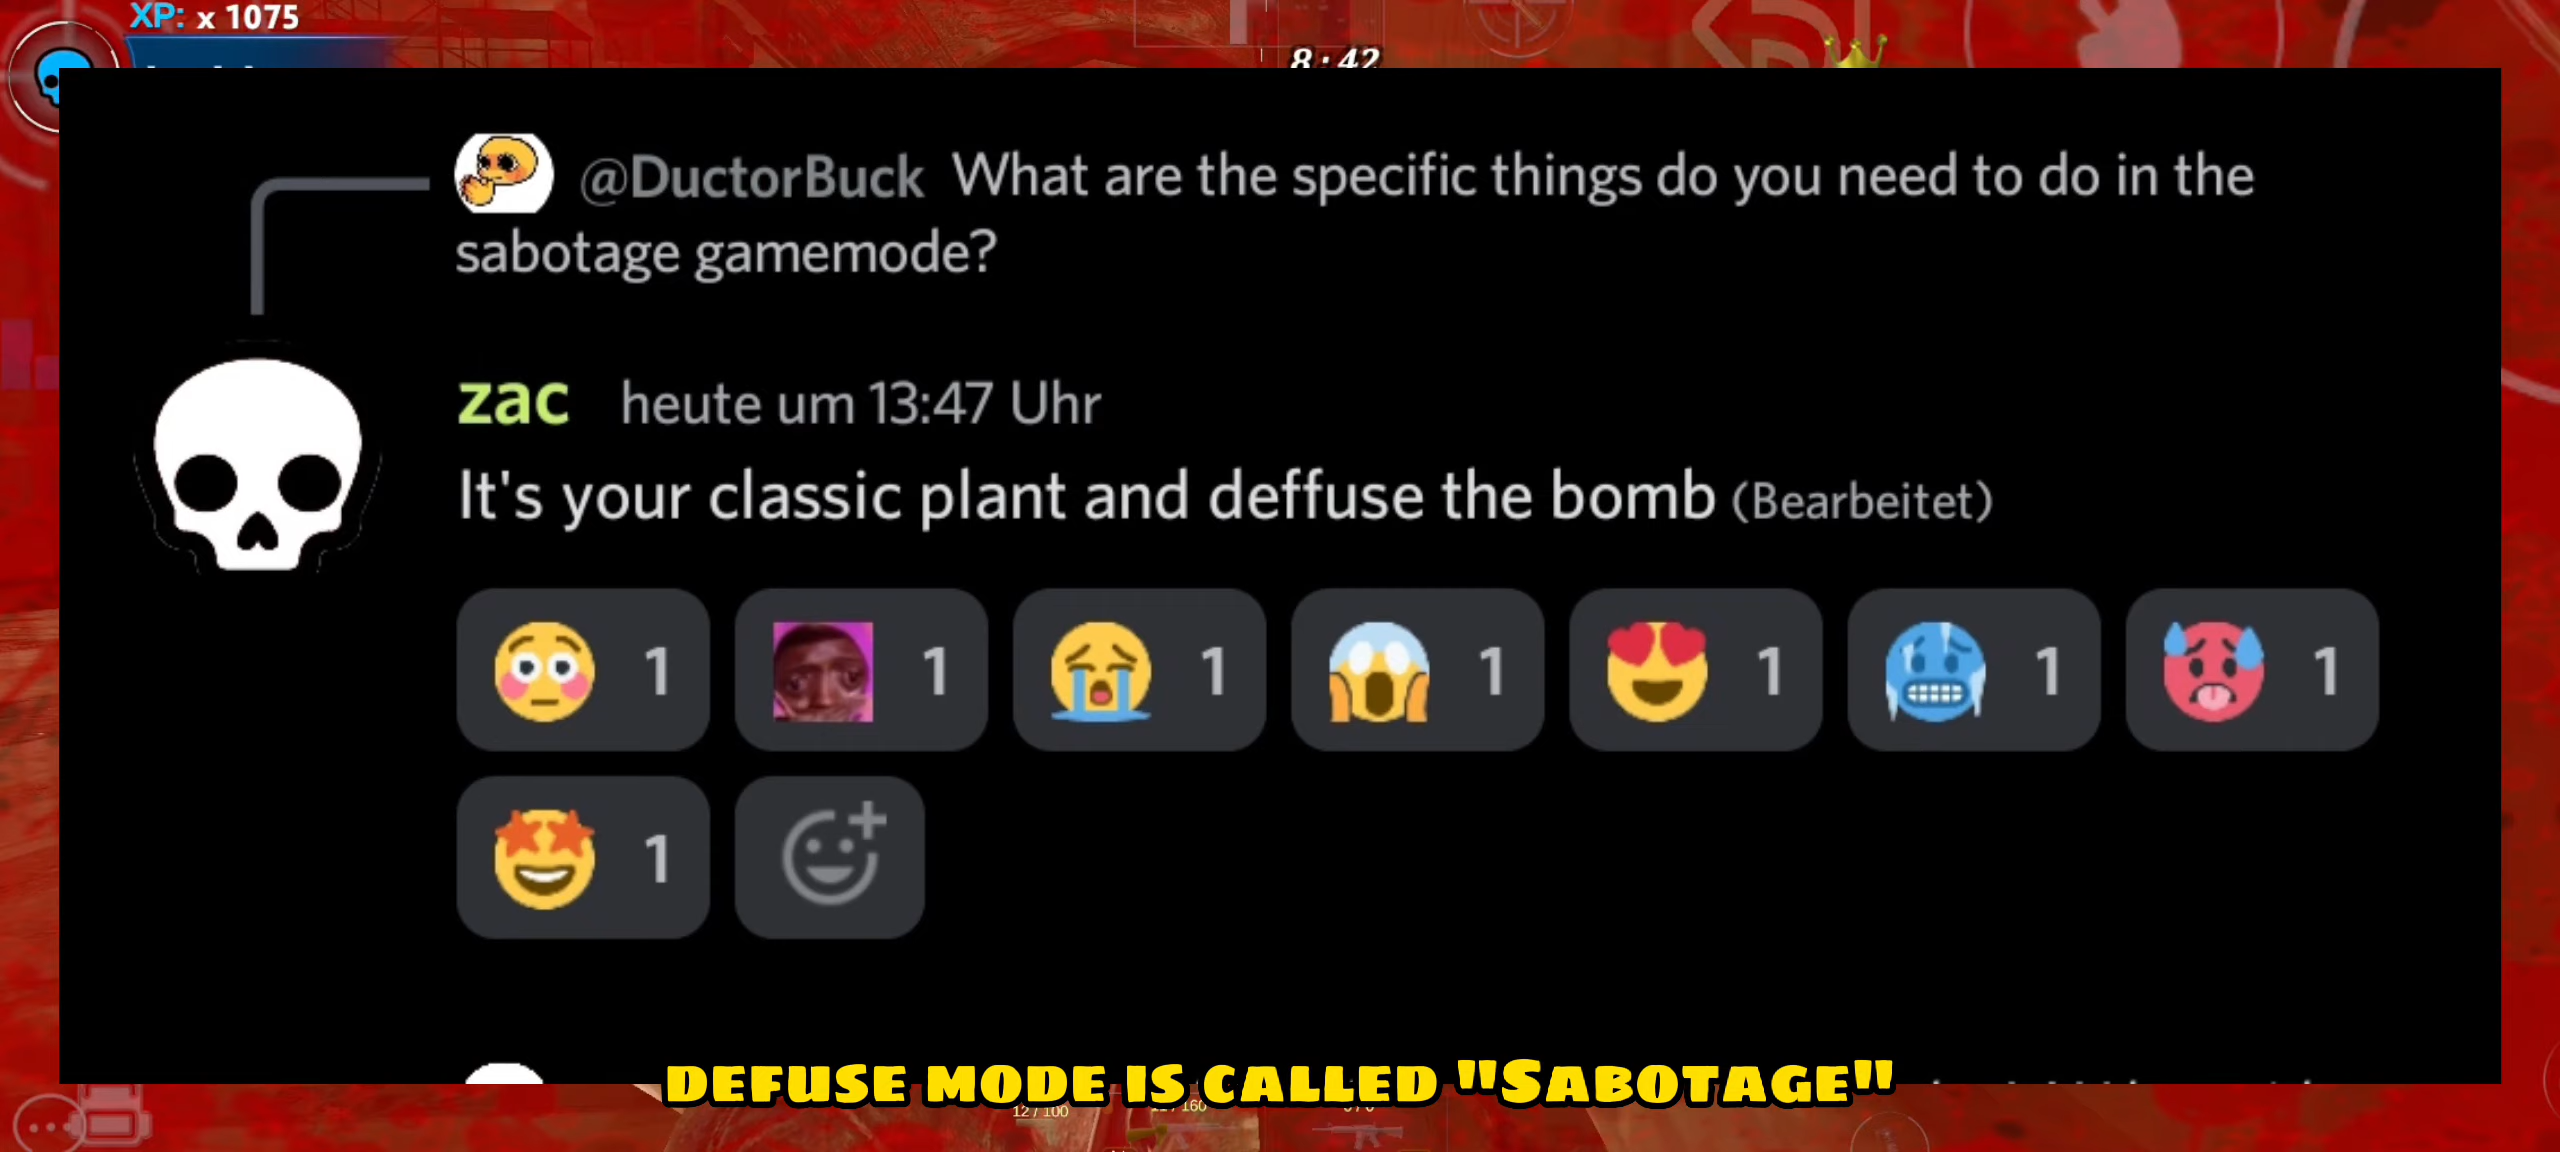 XP: x 1075
8:42
@DuctorBuck What are the specific things do you need to do in the
sabotage gamemode?
zac heute um 13:47 Uhr
It's your classic plant and deffuse the bomb (Bearbeitet)
1 1 1 1 1 1 1
1
DEFUSE MODE IS CALLED "SABOTAGE"
12 / 100